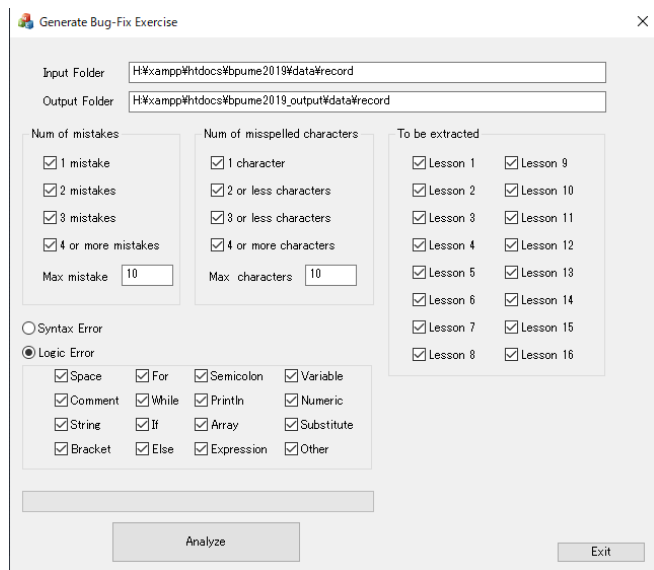 Generate Bug-Fix Exercise
Input Folder H:¥xampp¥htdocs¥bpume2019¥data¥record
Output Folder H:¥xampp¥htdocs¥bpume2019_output¥data¥record
Num of mistakes
1 mistake
2 mistakes
3 mistakes
4 or more mistakes
Max mistake 10
Num of misspelled characters
1 character
2 or less characters
3 or less characters
4 or more characters
Max characters 10
To be extracted
Lesson 1 Lesson 9
Lesson 2 Lesson 10
Lesson 3 Lesson 11
Lesson 4 Lesson 12
Lesson 5 Lesson 13
Lesson 6 Lesson 14
Lesson 7 Lesson 15
Lesson 8 Lesson 16
Syntax Error
Logic Error
Space For Semicolon Variable
Comment While Println Numeric
String If Array Substitute
Bracket Else Expression Other
Analyze
Exit